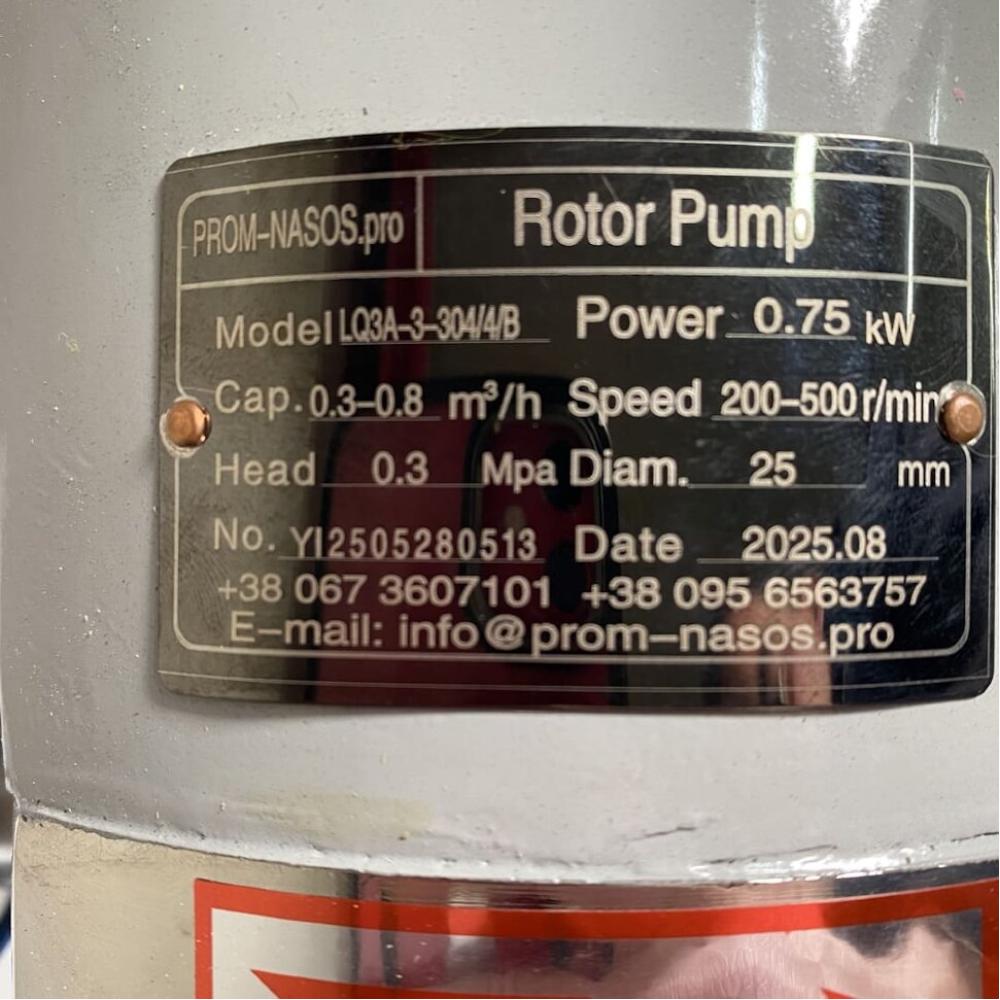 PROM-NASOS.pro Rotor Pump
Model LQ3A-3-304/4/B Power 0.75 kW
Cap. 0.3-0.8 m³/h Speed 200-500 r/min
Head 0.3 Mpa Diam. 25 mm
No. YI2505280513 Date 2025.08
+38 067 3607101 +38 095 6563757
E-mail: info@prom-nasos.pro